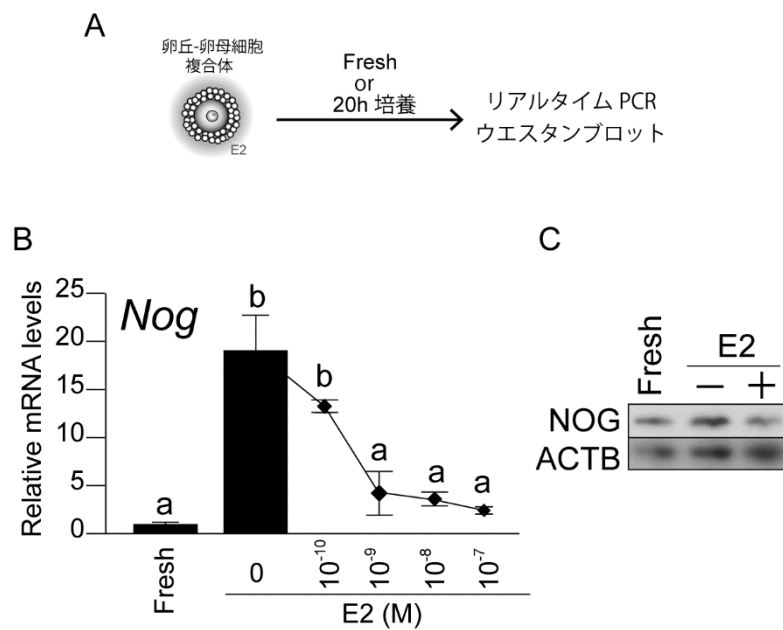 A
卵丘-卵母細胞
複合体
E2
Fresh
or
20h 培養
リアルタイム PCR
ウエスタンブロット
B
Relative mRNA levels
25
20
15
10
5
0
Nog
a
b
b
a
a
a
Fresh
0
10⁻¹⁰
10⁻⁹
10⁻⁸
10⁻⁷
E2 (M)
C
Fresh
E2
− +
NOG
ACTB